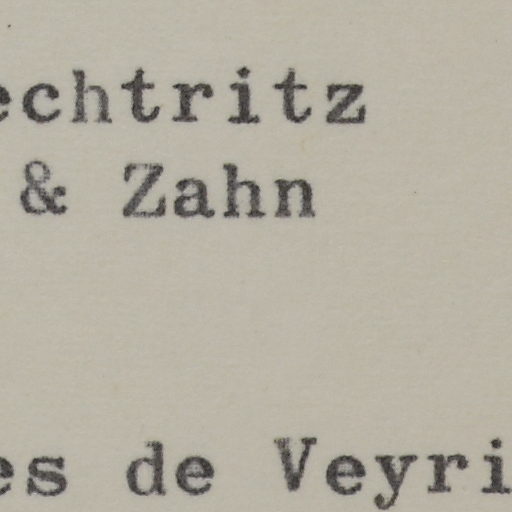 echtritz
& Zahn
es de Veyri